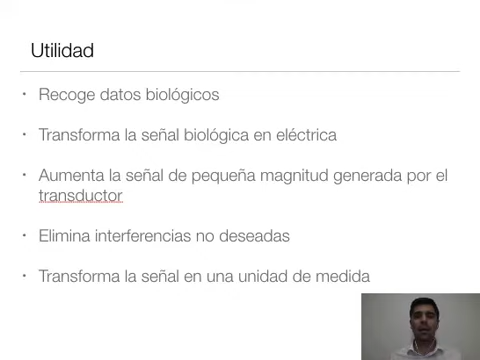 Utilidad
• Recoge datos biológicos
• Transforma la señal biológica en eléctrica
• Aumenta la señal de pequeña magnitud generada por el
transductor
• Elimina interferencias no deseadas
• Transforma la señal en una unidad de medida